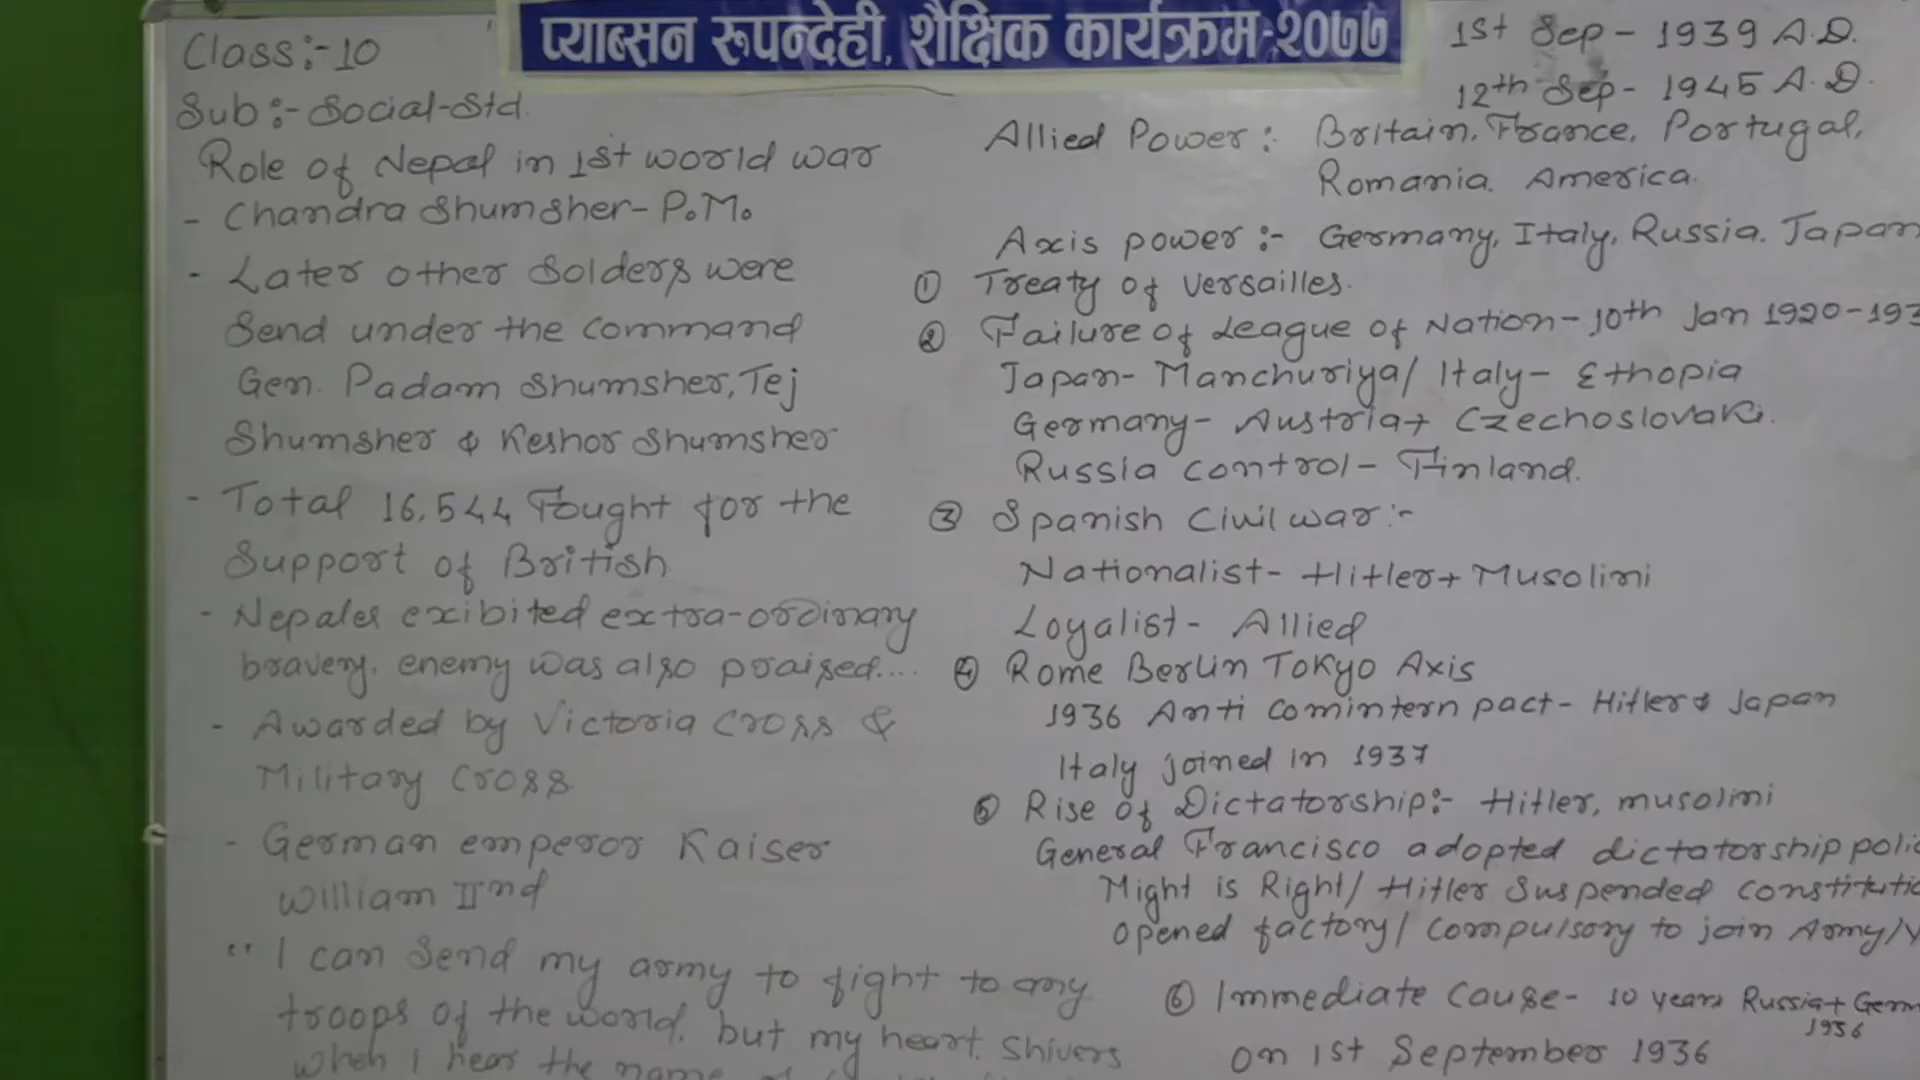 प्याब्सन रूपन्देही, शैक्षिक कार्यक्रम-२०७७
Class:-10
Sub:-Social-Std.
Role of Nepal in 1st world war
- Chandra Shumsher- P.M.
- Later other Solders were
Send under the command
Gen. Padam Shumsher, Tej
Shumsher & Keshor Shumsher
- Total 16,544 Fought for the
Support of British
- Nepales exibited extra-ordinary
bravery. enemy was also praised....
- Awarded by Victoria Cross &
Military Cross
- German emperor Kaiser
William IInd
" I can Send my army to fight to any
troops of the world, but my heart shivers
when I hear the name of
1st Sep - 1939 A.D.
12th Sep - 1945 A.D.
Allied Power: Britain, France, Portugal,
Romania. America.
Axis power :- Germany, Italy, Russia. Japan
① Treaty of Versailles.
② Failure of League of Nation- 10th Jan 1920-193
Japan- Manchuriya/ Italy- Ethopia
Germany- Austria+ Czechoslovaki.
Russia control- Finland.
③ Spanish Civil war:-
Nationalist- Hitler+ Musolini
Loyalist- Allied
④ Rome Berlin Tokyo Axis
1936 Anti comintern pact- Hitler & Japan
Italy joined in 1937
⑤ Rise of Dictatorship:- Hitler, musolini
General Francisco adopted dictatorship polic
Might is Right/ Hitler Suspended constitutio
opened factory/ compulsory to join Army/
⑥ Immediate Cause- 10 years Russia+ Germ
1936
on 1st September 1936